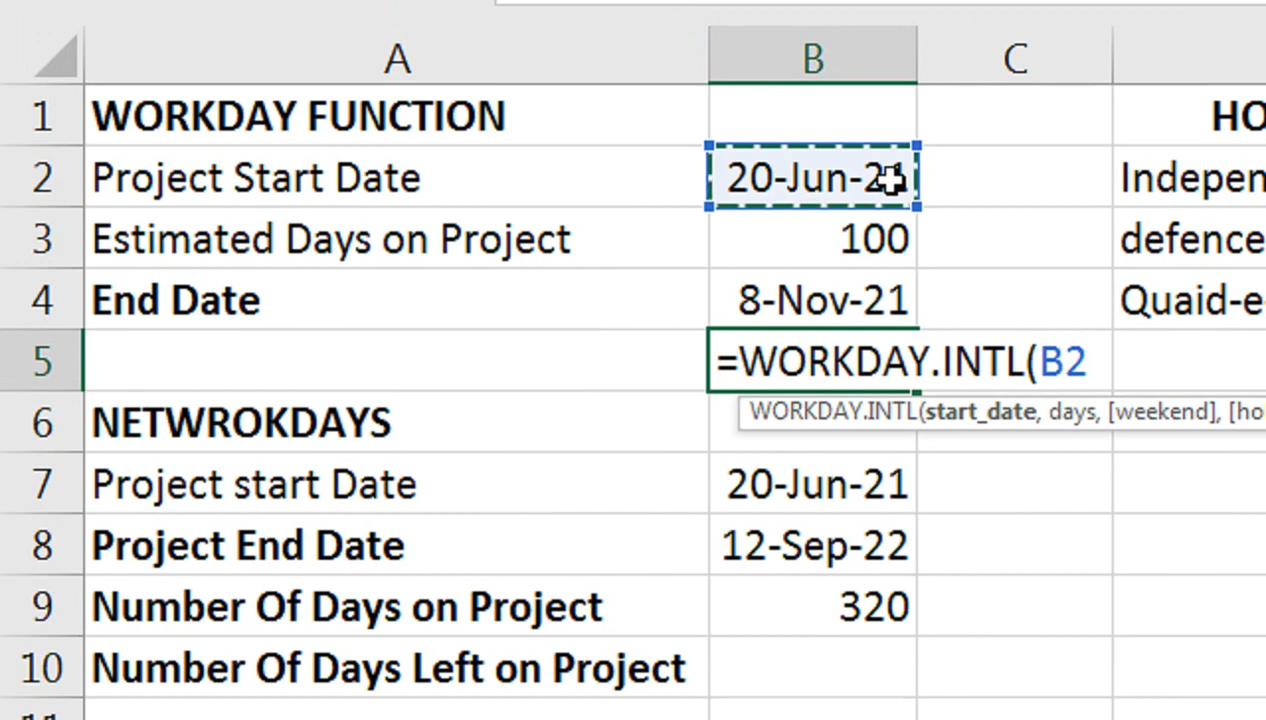 A B C
1 WORKDAY FUNCTION HO
2 Project Start Date 20-Jun-21 Indepen
3 Estimated Days on Project 100 defence
4 End Date 8-Nov-21 Quaid-e
5 =WORKDAY.INTL(B2
WORKDAY.INTL(start_date, days, [weekend], [ho
6 NETWROKDAYS
7 Project start Date 20-Jun-21
8 Project End Date 12-Sep-22
9 Number Of Days on Project 320
10 Number Of Days Left on Project
11